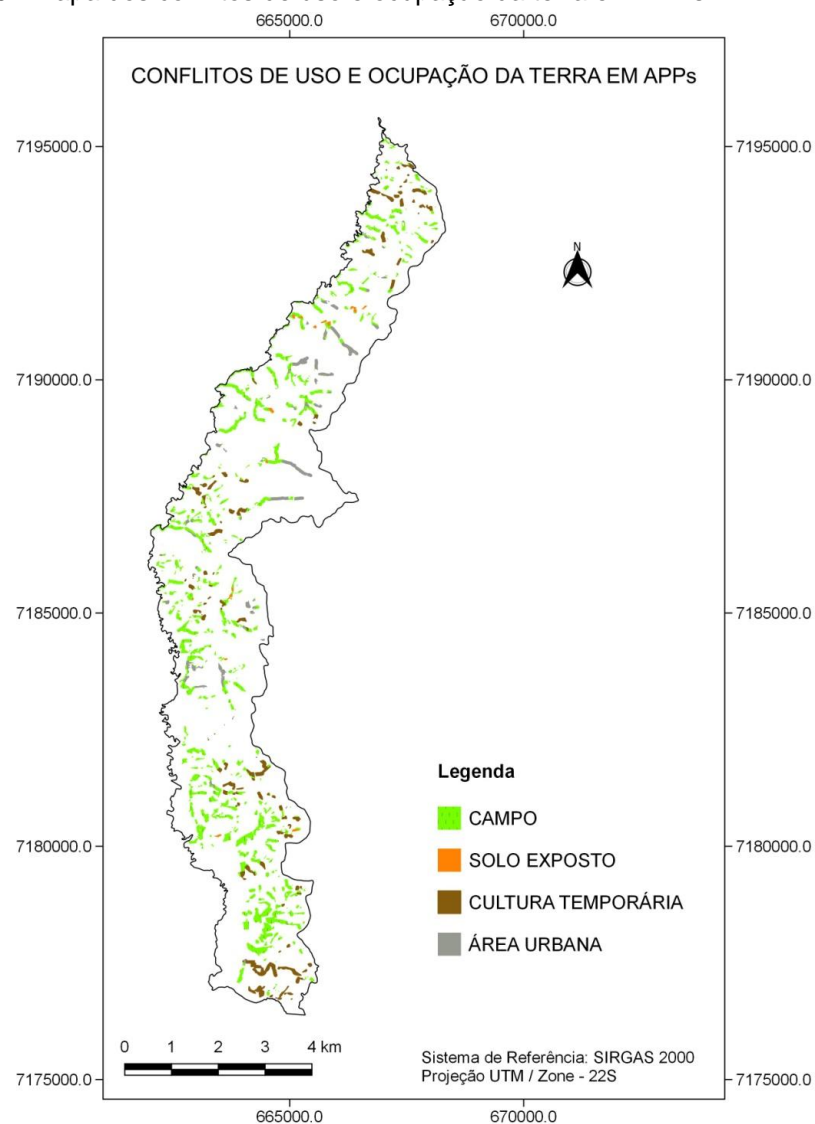 665000.0 670000.0
CONFLITOS DE USO E OCUPAÇÃO DA TERRA EM APPs
7195000.0 7195000.0
N
7190000.0 7190000.0
7185000.0 7185000.0
Legenda
CAMPO
7180000.0 7180000.0
SOLO EXPOSTO
CULTURA TEMPORÁRIA
ÁREA URBANA
0 1 2 3 4 km
Sistema de Referência: SIRGAS 2000
Projeção UTM / Zone - 22S
7175000.0 7175000.0
665000.0 670000.0